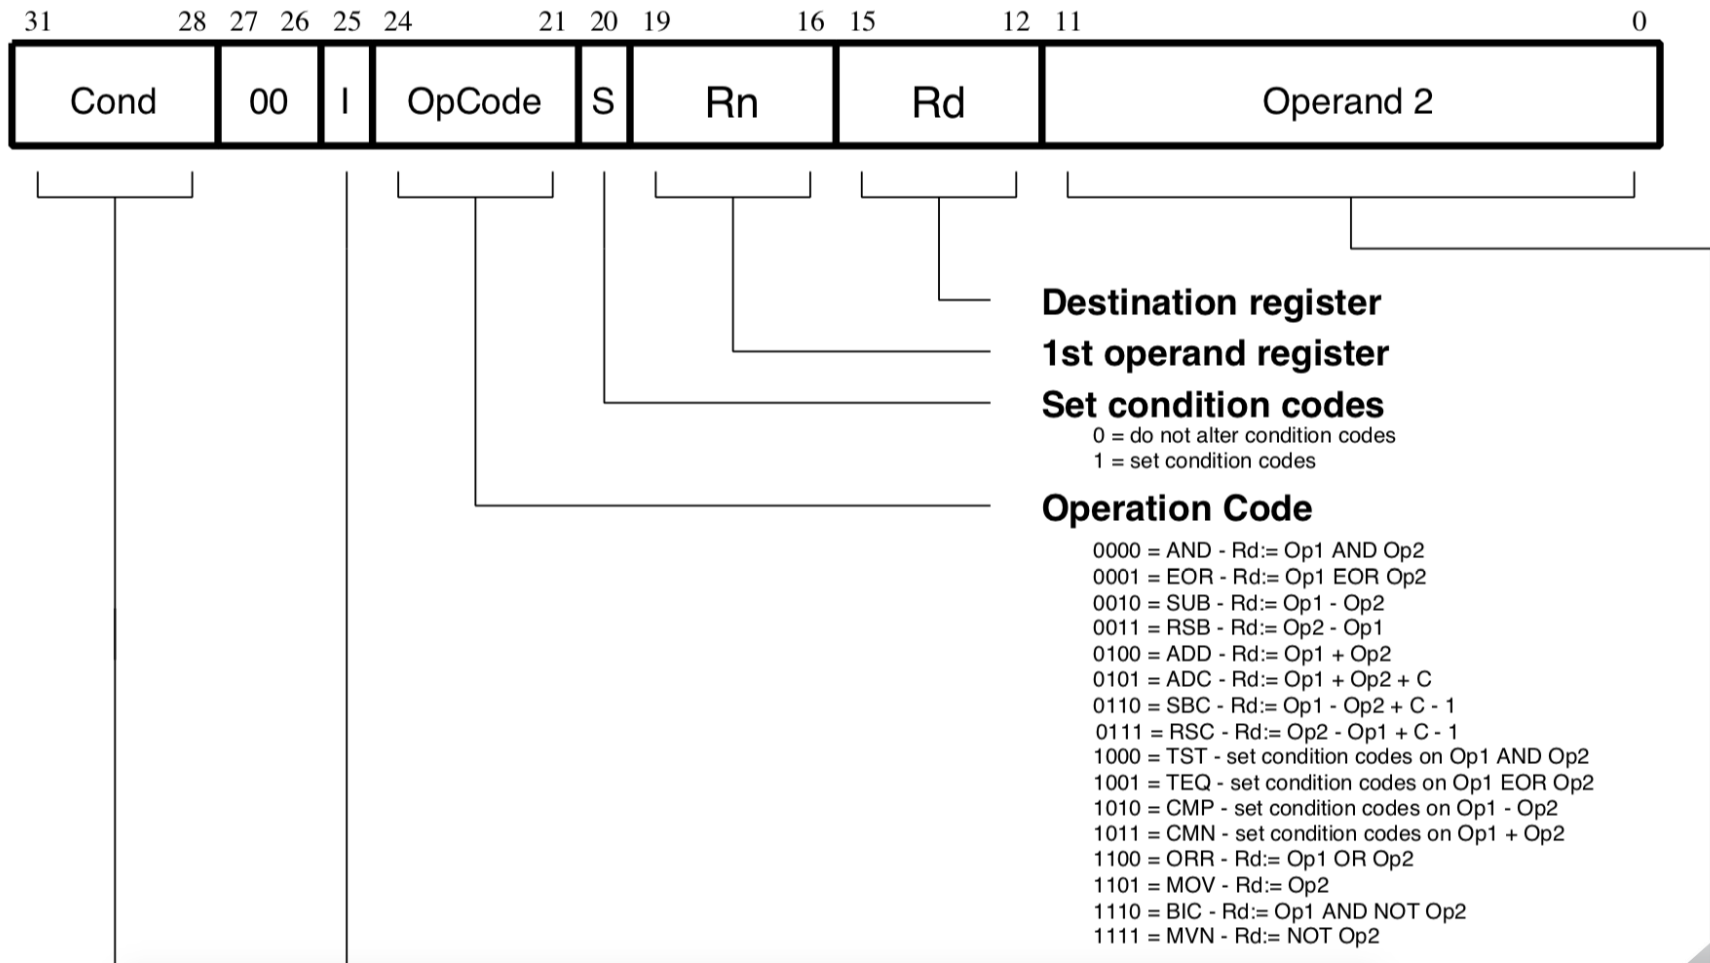 31 28 27 26 25 24 21 20 19 16 15 12 11 0
Cond 00 I OpCode S Rn Rd Operand 2
Destination register
1st operand register
Set condition codes
0 = do not alter condition codes
1 = set condition codes
Operation Code
0000 = AND - Rd:= Op1 AND Op2
0001 = EOR - Rd:= Op1 EOR Op2
0010 = SUB - Rd:= Op1 - Op2
0011 = RSB - Rd:= Op2 - Op1
0100 = ADD - Rd:= Op1 + Op2
0101 = ADC - Rd:= Op1 + Op2 + C
0110 = SBC - Rd:= Op1 - Op2 + C - 1
0111 = RSC - Rd:= Op2 - Op1 + C - 1
1000 = TST - set condition codes on Op1 AND Op2
1001 = TEQ - set condition codes on Op1 EOR Op2
1010 = CMP - set condition codes on Op1 - Op2
1011 = CMN - set condition codes on Op1 + Op2
1100 = ORR - Rd:= Op1 OR Op2
1101 = MOV - Rd:= Op2
1110 = BIC - Rd:= Op1 AND NOT Op2
1111 = MVN - Rd:= NOT Op2